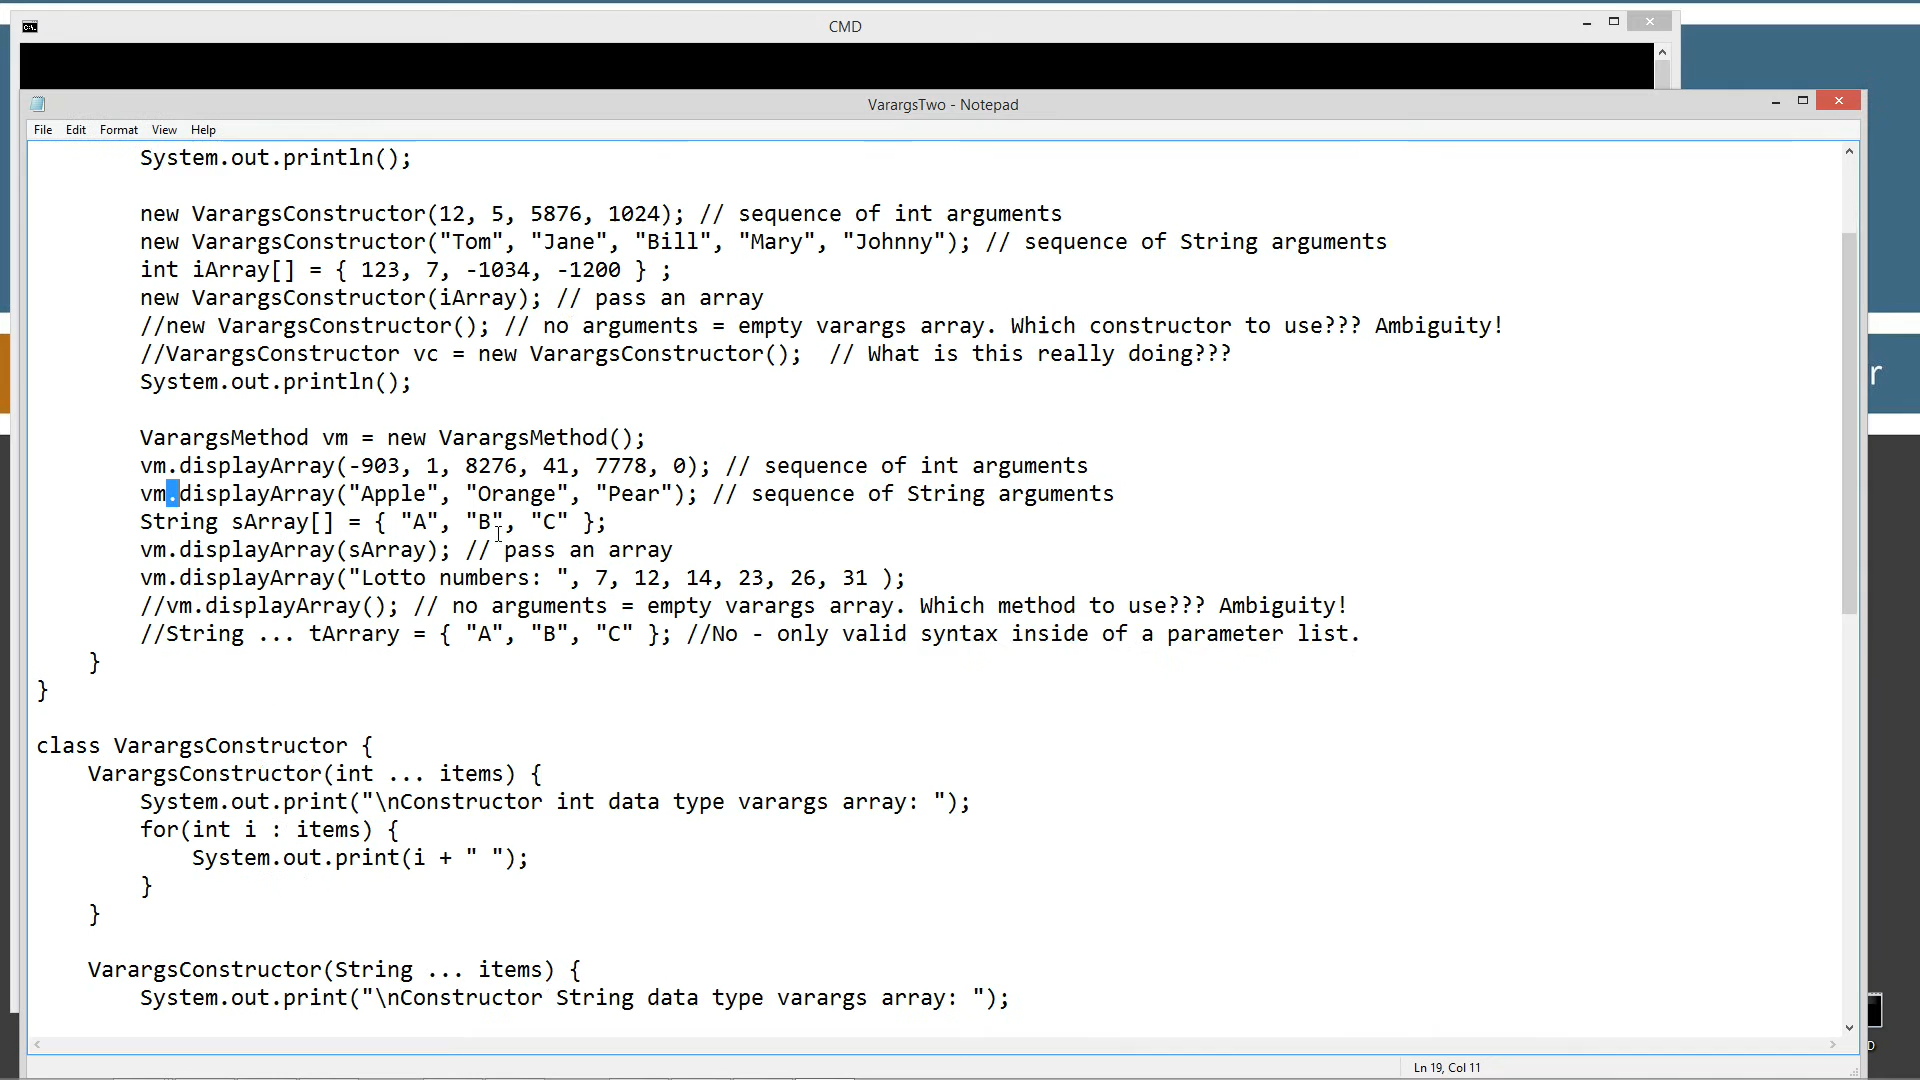 CMD
VarargsTwo - Notepad
File Edit Format View Help
System.out.println();
new VarargsConstructor(12, 5, 5876, 1024); // sequence of int arguments
new VarargsConstructor("Tom", "Jane", "Bill", "Mary", "Johnny"); // sequence of String arguments
int iArray[] = { 123, 7, -1034, -1200 } ;
new VarargsConstructor(iArray); // pass an array
//new VarargsConstructor(); // no arguments = empty varargs array. Which constructor to use??? Ambiguity!
//VarargsConstructor vc = new VarargsConstructor();  // What is this really doing???
System.out.println();
VarargsMethod vm = new VarargsMethod();
vm.displayArray(-903, 1, 8276, 41, 7778, 0); // sequence of int arguments
vm.displayArray("Apple", "Orange", "Pear"); // sequence of String arguments
String sArray[] = { "A", "B", "C" };
vm.displayArray(sArray); // pass an array
vm.displayArray("Lotto numbers: ", 7, 12, 14, 23, 26, 31 );
//vm.displayArray(); // no arguments = empty varargs array. Which method to use??? Ambiguity!
//String ... tArrary = { "A", "B", "C" }; //No - only valid syntax inside of a parameter list.
}
}
class VarargsConstructor {
VarargsConstructor(int ... items) {
System.out.print("\nConstructor int data type varargs array: ");
for(int i : items) {
System.out.print(i + " ");
}
}
VarargsConstructor(String ... items) {
System.out.print("\nConstructor String data type varargs array: ");
Ln 19, Col 11
r
D